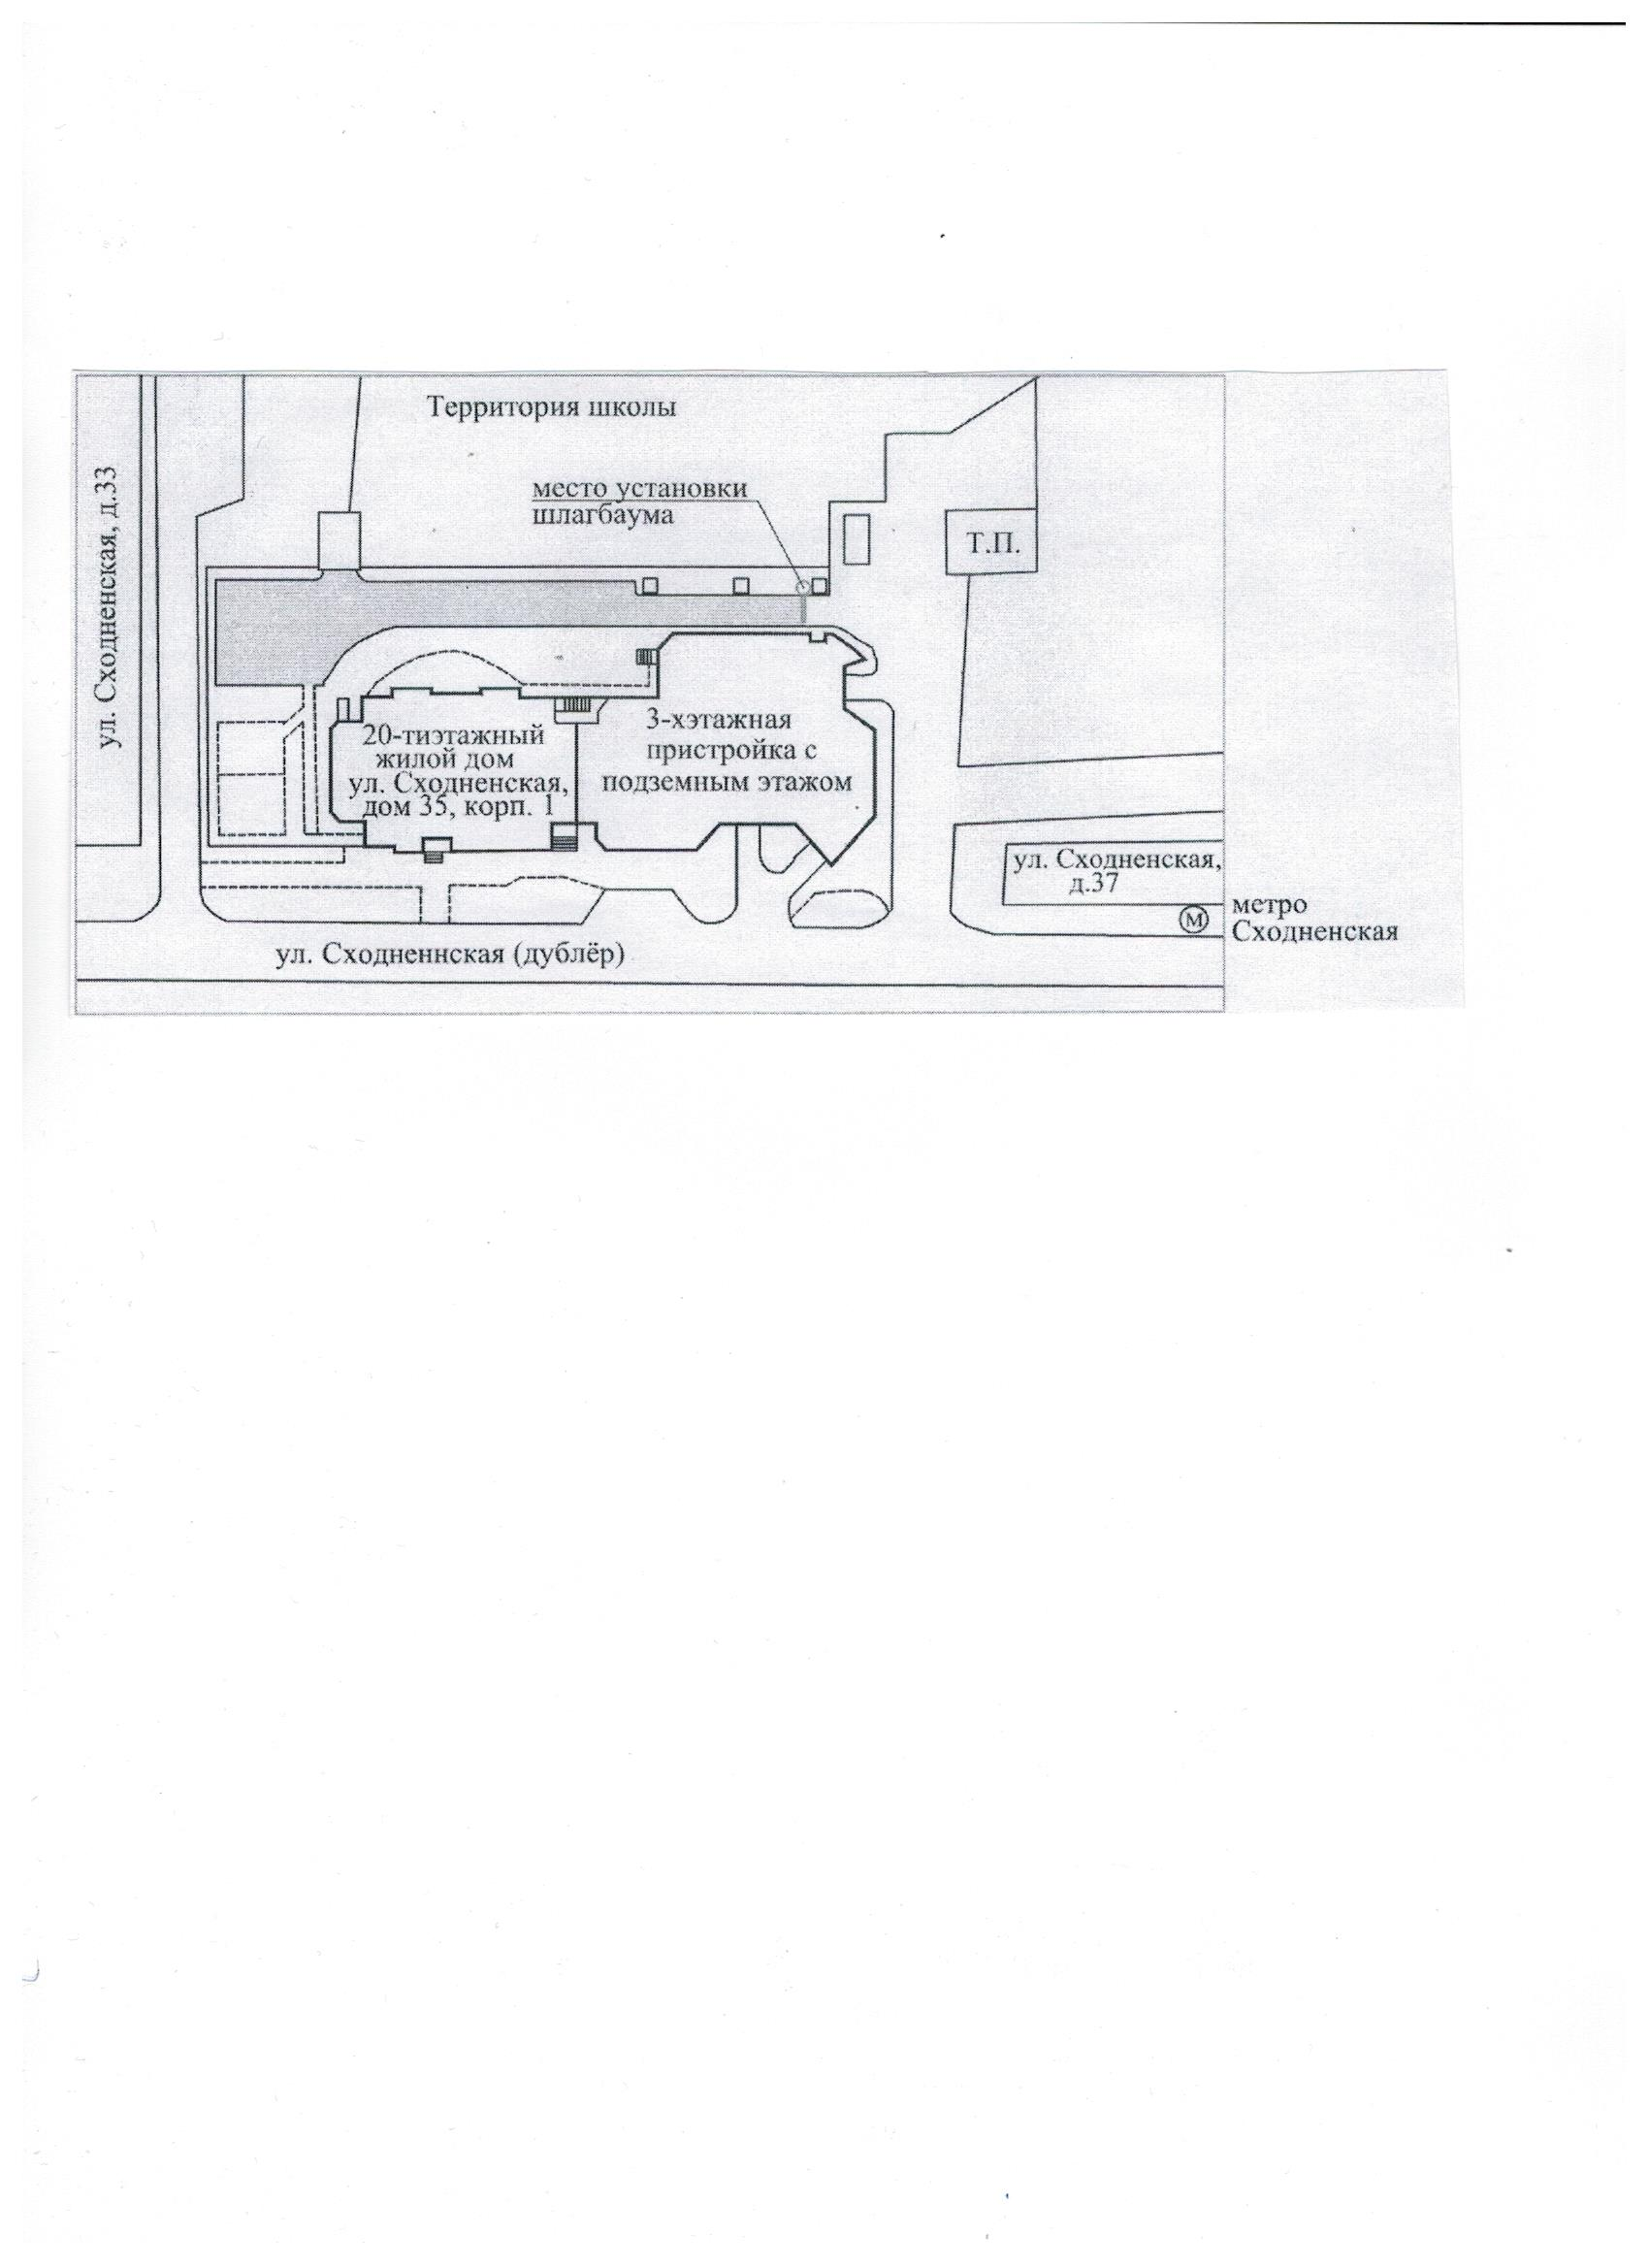 Территория школы
ул. Сходненская, д.33
место установки
шлагбаума
Т.П.
20-тиэтажный
жилой дом
ул. Сходненская,
дом 35, корп. 1
3-хэтажная
пристройка с
подземным этажом
ул. Сходненская,
д.37
М
метро
Сходненская
ул. Сходненнская (дублёр)